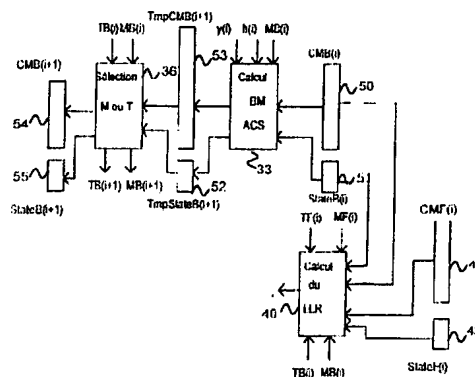 TB(i) MB(i)
TmpCMB(i+1)
CMB(i+1)
53
γ(i) h(i) MB(i)
CMB(i)
Sélection
M ou T
36
Calcul
BM
ACS
50
54
55
StateB(i+1)
TB(i+1) MB(i+1)
52
TmpStateB(i+1)
33
StateB(i)
TF(i) MF(i)
CMF(i)
Calcul
du
LLR
40
TB(i) MB(i)
StateF(i)